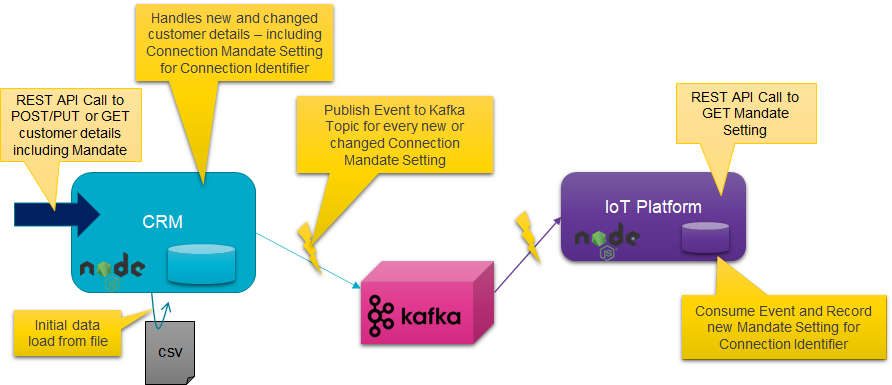 Handles new and changed
customer details – including
Connection Mandate Setting
for Connection Identifier
REST API Call to
POST/PUT or GET
customer details
including Mandate
Publish Event to Kafka
Topic for every new or
changed Connection
Mandate Setting
REST API Call to
GET Mandate
Setting
CRM
node
JS
IoT Platform
node
JS
kafka
Initial data
load from file
CSV
Consume Event and Record
new Mandate Setting for
Connection Identifier